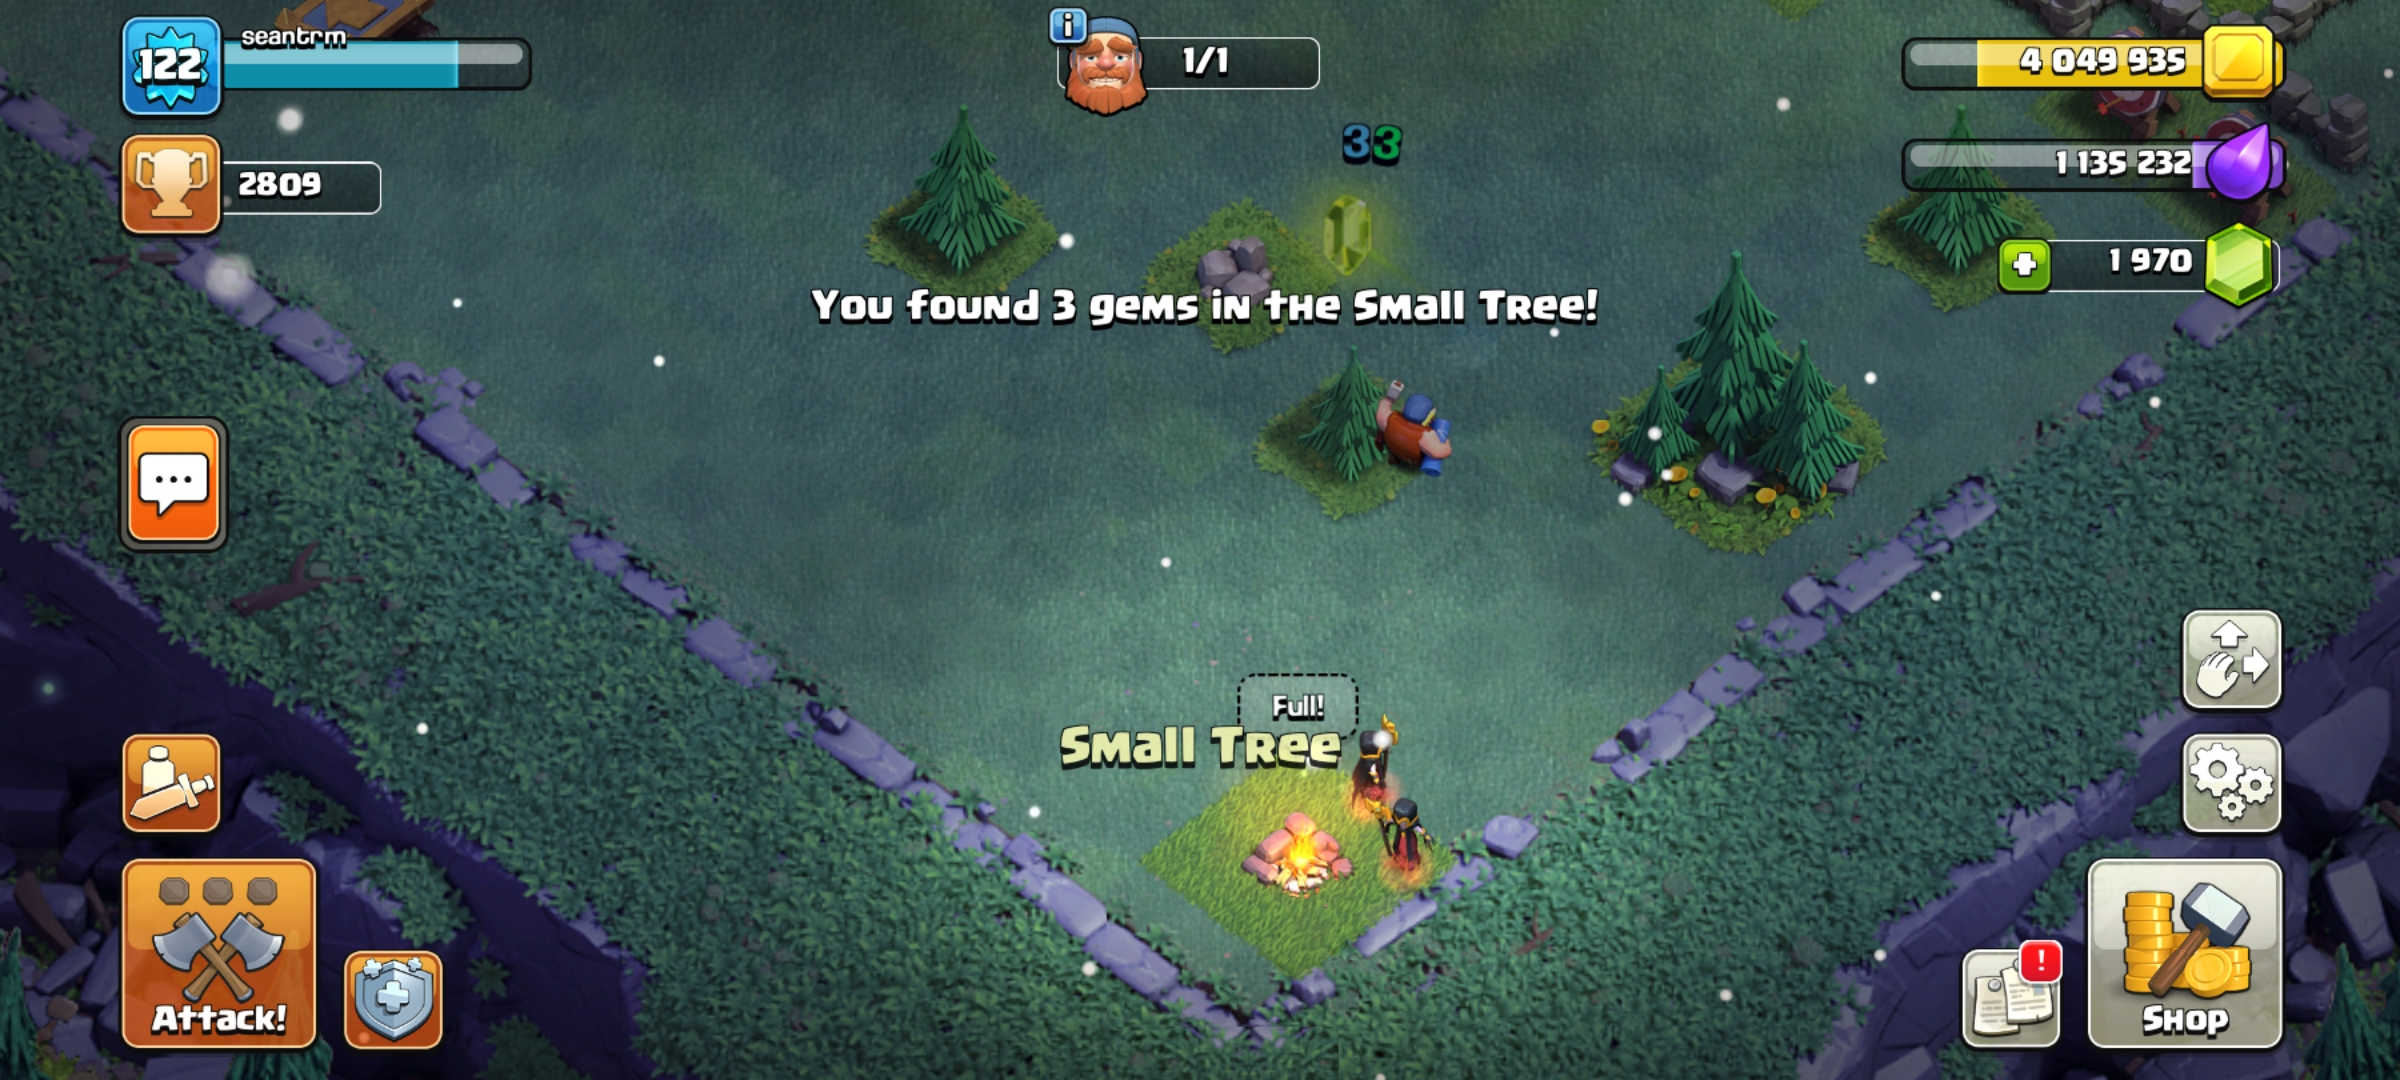 122
seantrm
1/1
4 049 935
33
1 135 232
2809
1 970
You found 3 gems in the Small Tree!
Full!
Small Tree
Attack!
!
Shop